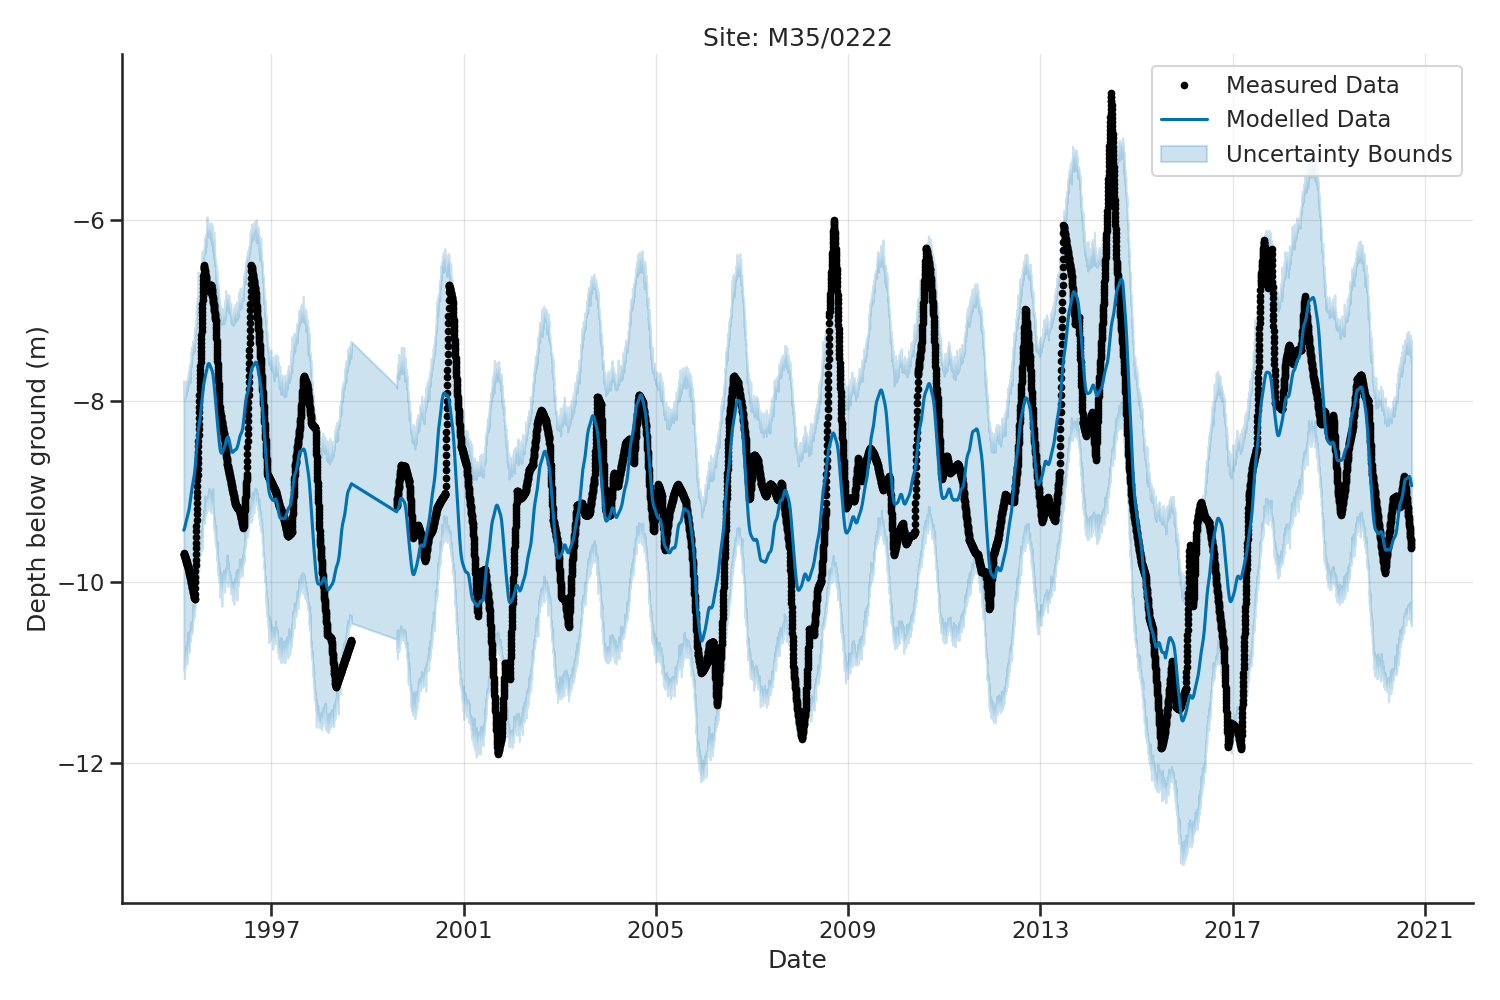 Site: M35/0222
Measured Data
Modelled Data
Uncertainty Bounds
Depth below ground (m)
−6
−8
−10
−12
1997
2001
2005
2009
2013
2017
2021
Date